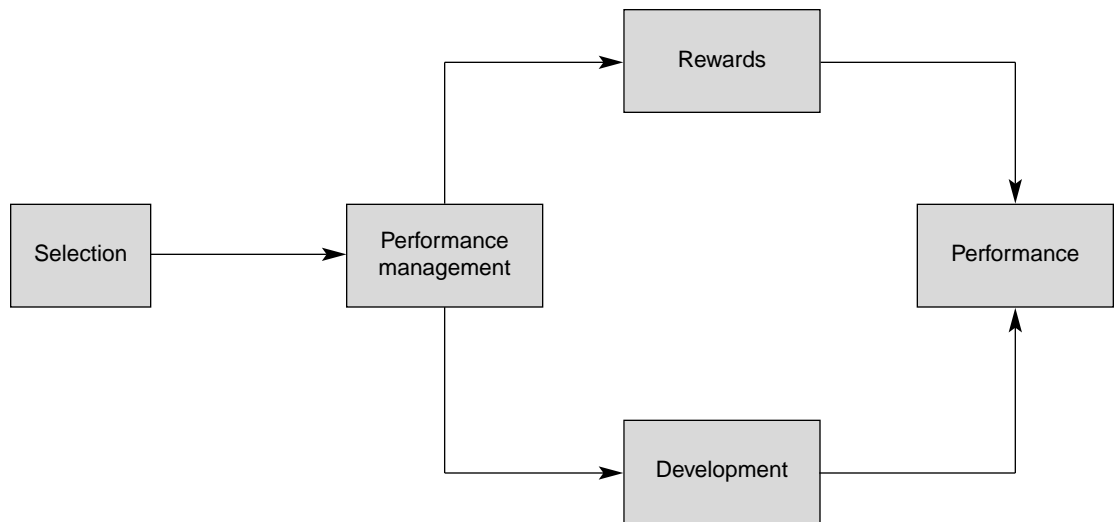 Rewards
Selection
Performance
management
Performance
Development